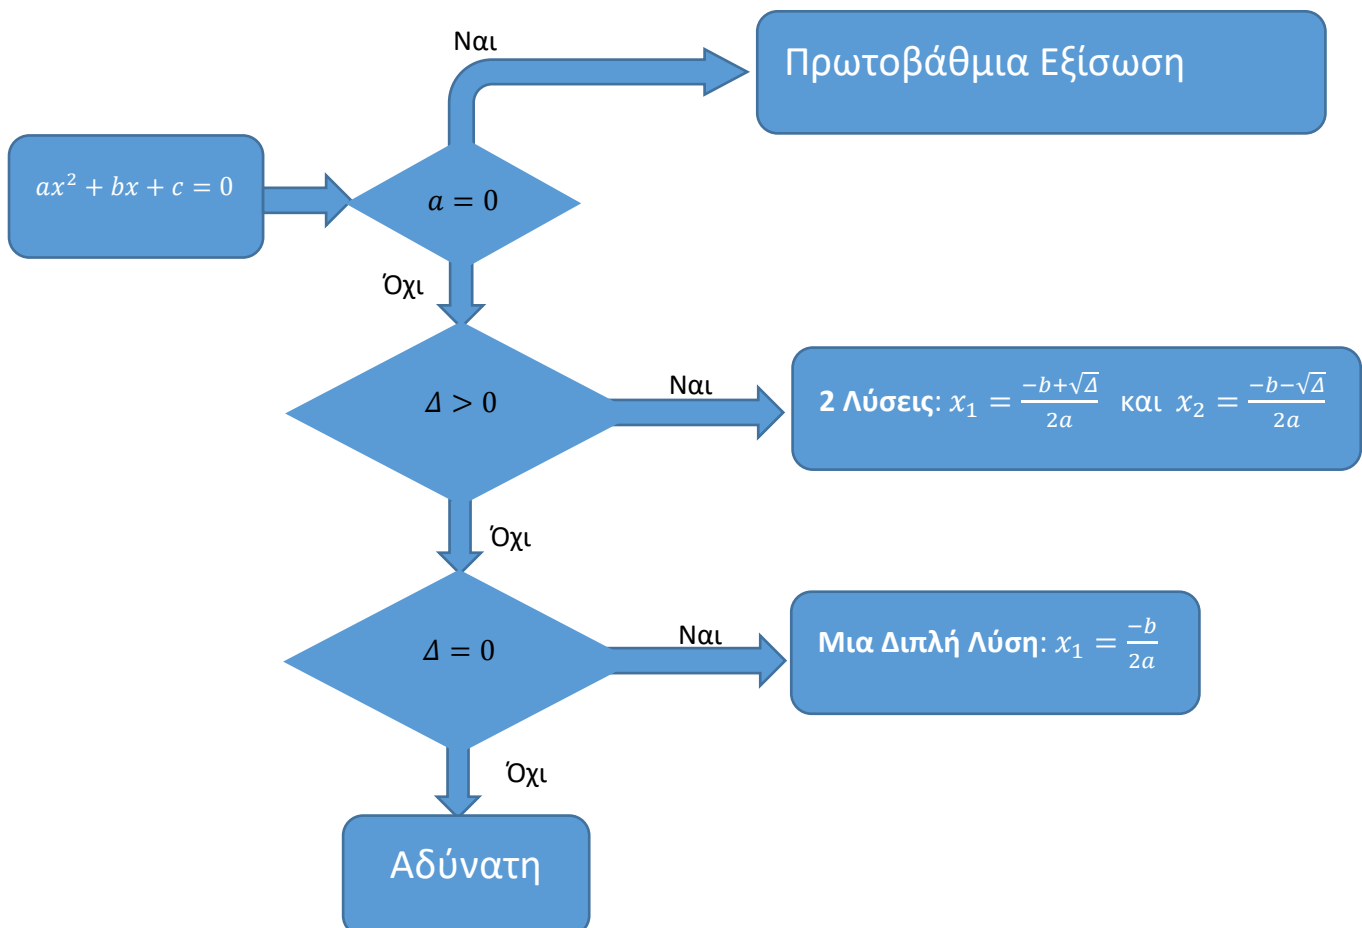 Ναι
Πρωτοβάθμια Εξίσωση
ax² + bx + c = 0
a = 0
Όχι
Δ > 0
Ναι
2 Λύσεις: x₁ = (-b+√Δ)/(2a) και x₂ = (-b-√Δ)/(2a)
Όχι
Δ = 0
Ναι
Μια Διπλή Λύση: x₁ = (-b)/(2a)
Όχι
Αδύνατη